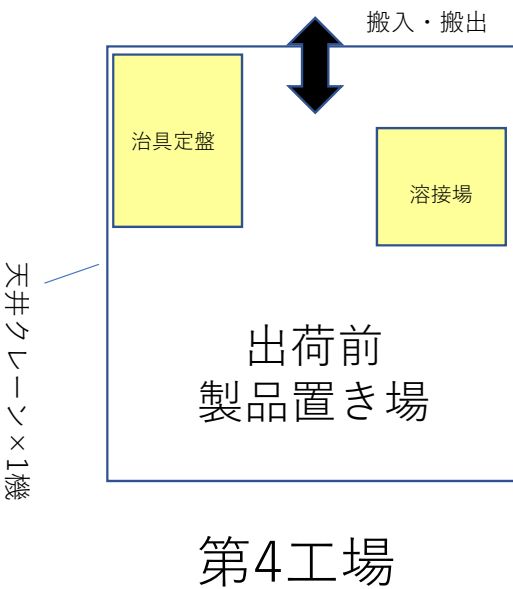 搬入・搬出
治具定盤
溶接場
天井クレーン×1機
出荷前
製品置き場
第4工場